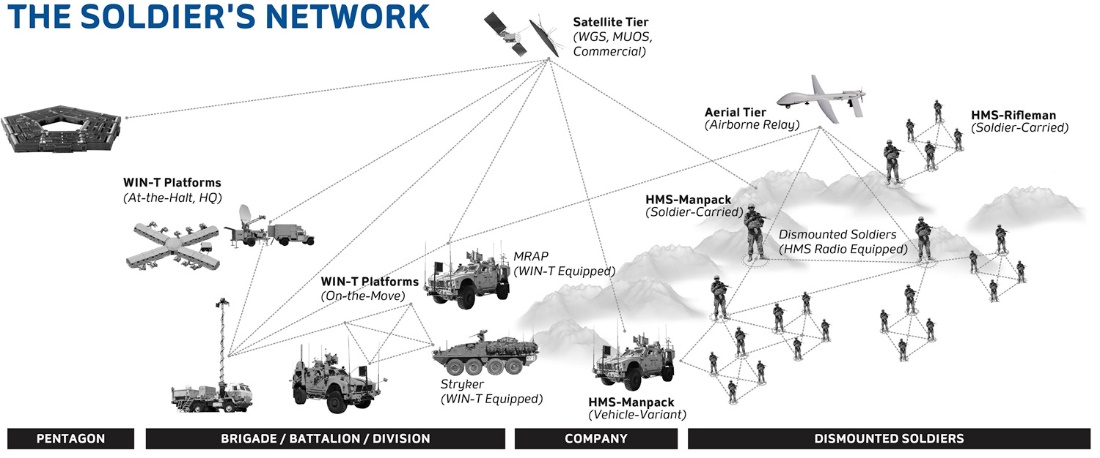 THE SOLDIER'S NETWORK
Satellite Tier
(WGS, MUOS,
Commercial)
Aerial Tier
(Airborne Relay)
HMS-Rifleman
(Soldier-Carried)
WIN-T Platforms
(At-the-Halt, HQ)
HMS-Manpack
(Soldier-Carried)
Dismounted Soldiers
(HMS Radio Equipped)
MRAP
(WIN-T Equipped)
WIN-T Platforms
(On-the-Move)
Stryker
(WIN-T Equipped)
HMS-Manpack
(Vehicle-Variant)
PENTAGON
BRIGADE / BATTALION / DIVISION
COMPANY
DISMOUNTED SOLDIERS